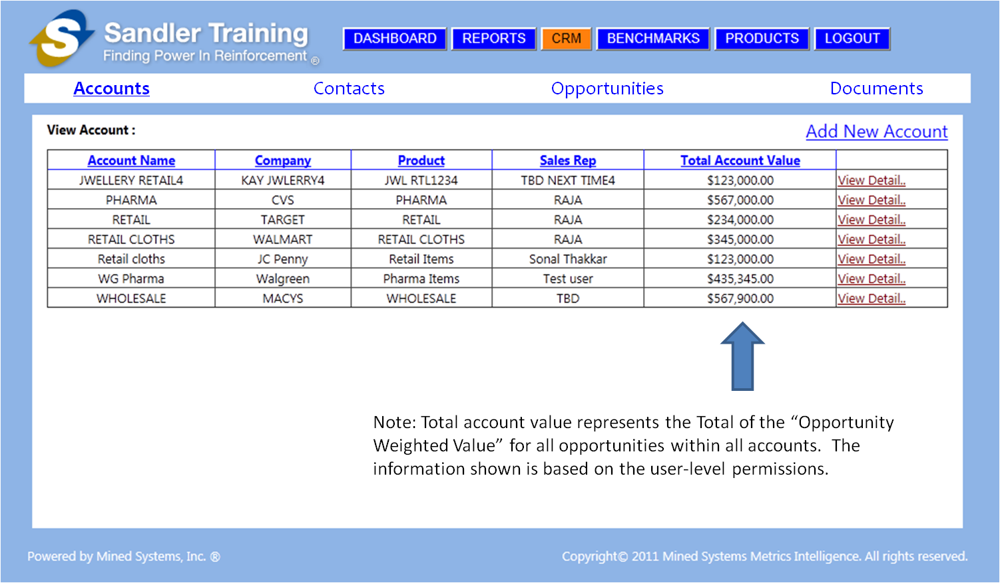 Sandler Training
Finding Power In Reinforcement ®
DASHBOARD REPORTS CRM BENCHMARKS PRODUCTS LOGOUT
Accounts Contacts Opportunities Documents
View Account : Add New Account
Account Name Company Product Sales Rep Total Account Value
JWELLERY RETAIL4 KAY JWLERRY4 JWL RTL1234 TBD NEXT TIME4 $123,000.00 View Detail..
PHARMA CVS PHARMA RAJA $567,000.00 View Detail..
RETAIL TARGET RETAIL RAJA $234,000.00 View Detail..
RETAIL CLOTHS WALMART RETAIL CLOTHS RAJA $345,000.00 View Detail..
Retail cloths JC Penny Retail Items Sonal Thakkar $123,000.00 View Detail..
WG Pharma Walgreen Pharma Items Test user $435,345.00 View Detail..
WHOLESALE MACYS WHOLESALE TBD $567,900.00 View Detail..
Note: Total account value represents the Total of the “Opportunity
Weighted Value” for all opportunities within all accounts.  The
information shown is based on the user-level permissions.
Powered by Mined Systems, Inc. ® Copyright© 2011 Mined Systems Metrics Intelligence. All rights reserved.